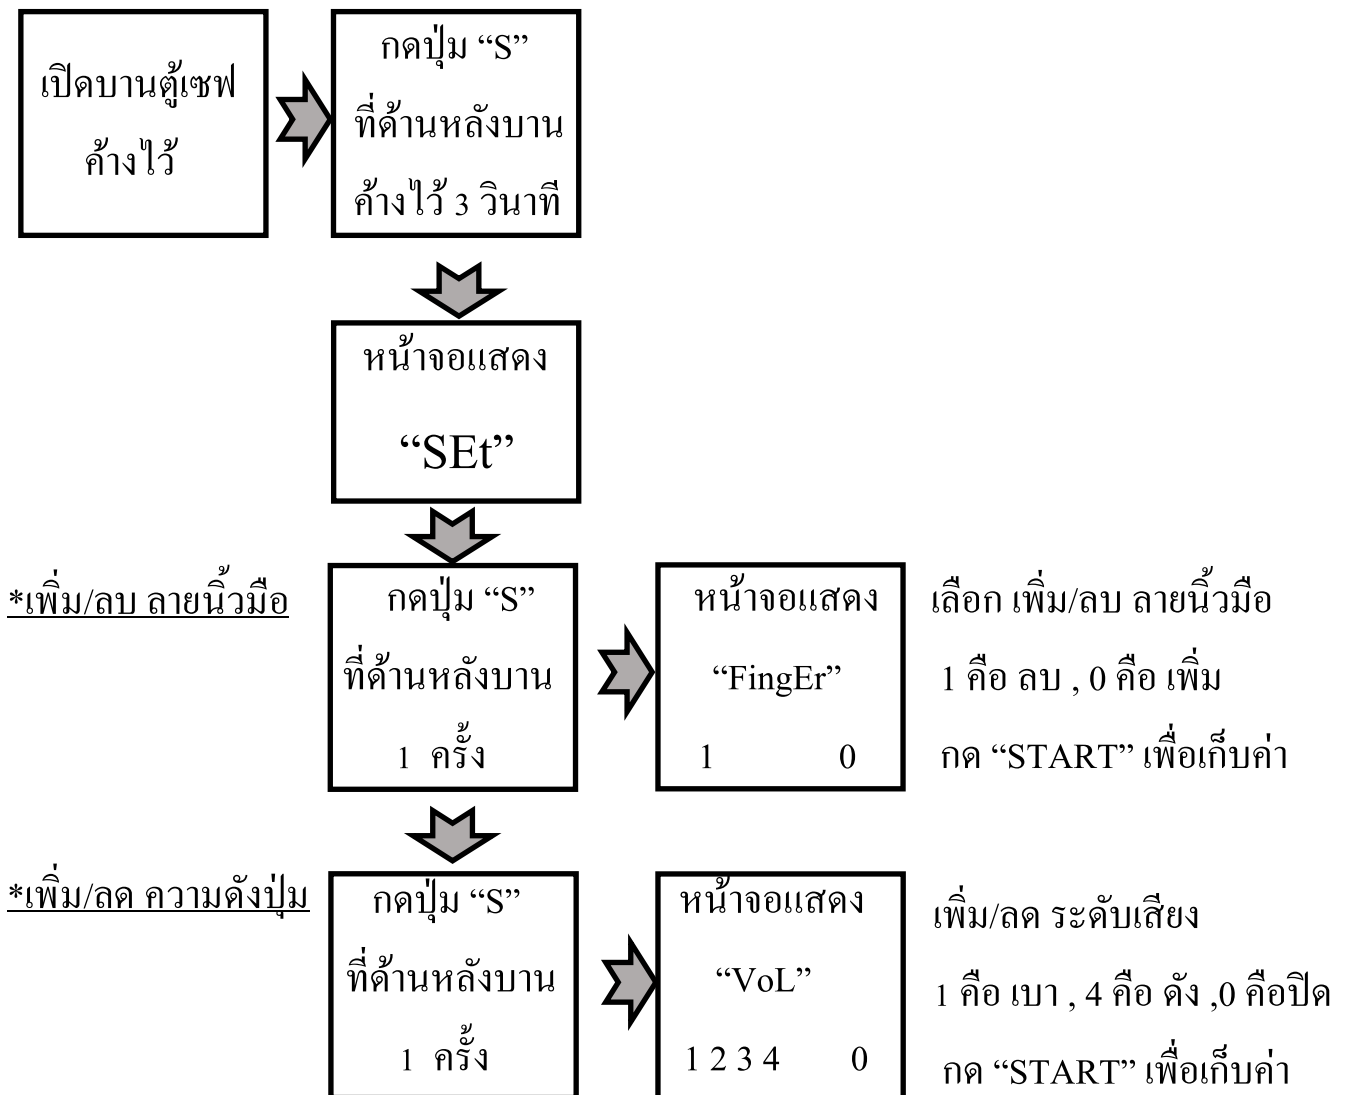 เปิดบานตู้เซฟ
ค้างไว้
กดปุ่ม “S”
ที่ด้านหลังบาน
ค้างไว้ 3 วินาที
หน้าจอแสดง
“SEt”
*เพิ่ม/ลบ ลายนิ้วมือ
กดปุ่ม “S”
ที่ด้านหลังบาน
1 ครั้ง
หน้าจอแสดง
“FingEr”
1 0
เลือก เพิ่ม/ลบ ลายนิ้วมือ
1 คือ ลบ , 0 คือ เพิ่ม
กด “START” เพื่อเก็บค่า
*เพิ่ม/ลด ความดังปุ่ม
กดปุ่ม “S”
ที่ด้านหลังบาน
1 ครั้ง
หน้าจอแสดง
“VoL”
1 2 3 4 0
เพิ่ม/ลด ระดับเสียง
1 คือ เบา , 4 คือ ดัง ,0 คือปิด
กด “START” เพื่อเก็บค่า